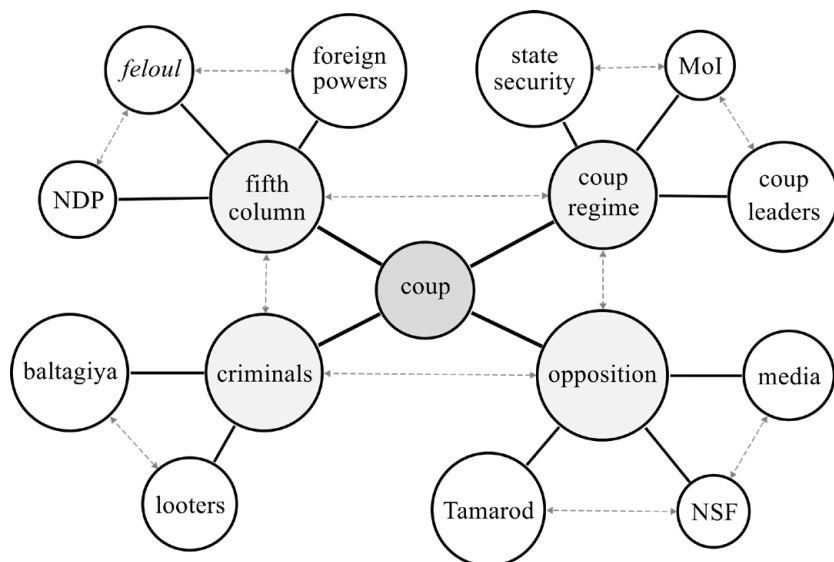 feloul
foreign
powers
state
security
MoI
NDP
fifth
column
coup
regime
coup
leaders
coup
baltagiya
criminals
opposition
media
looters
Tamarod
NSF